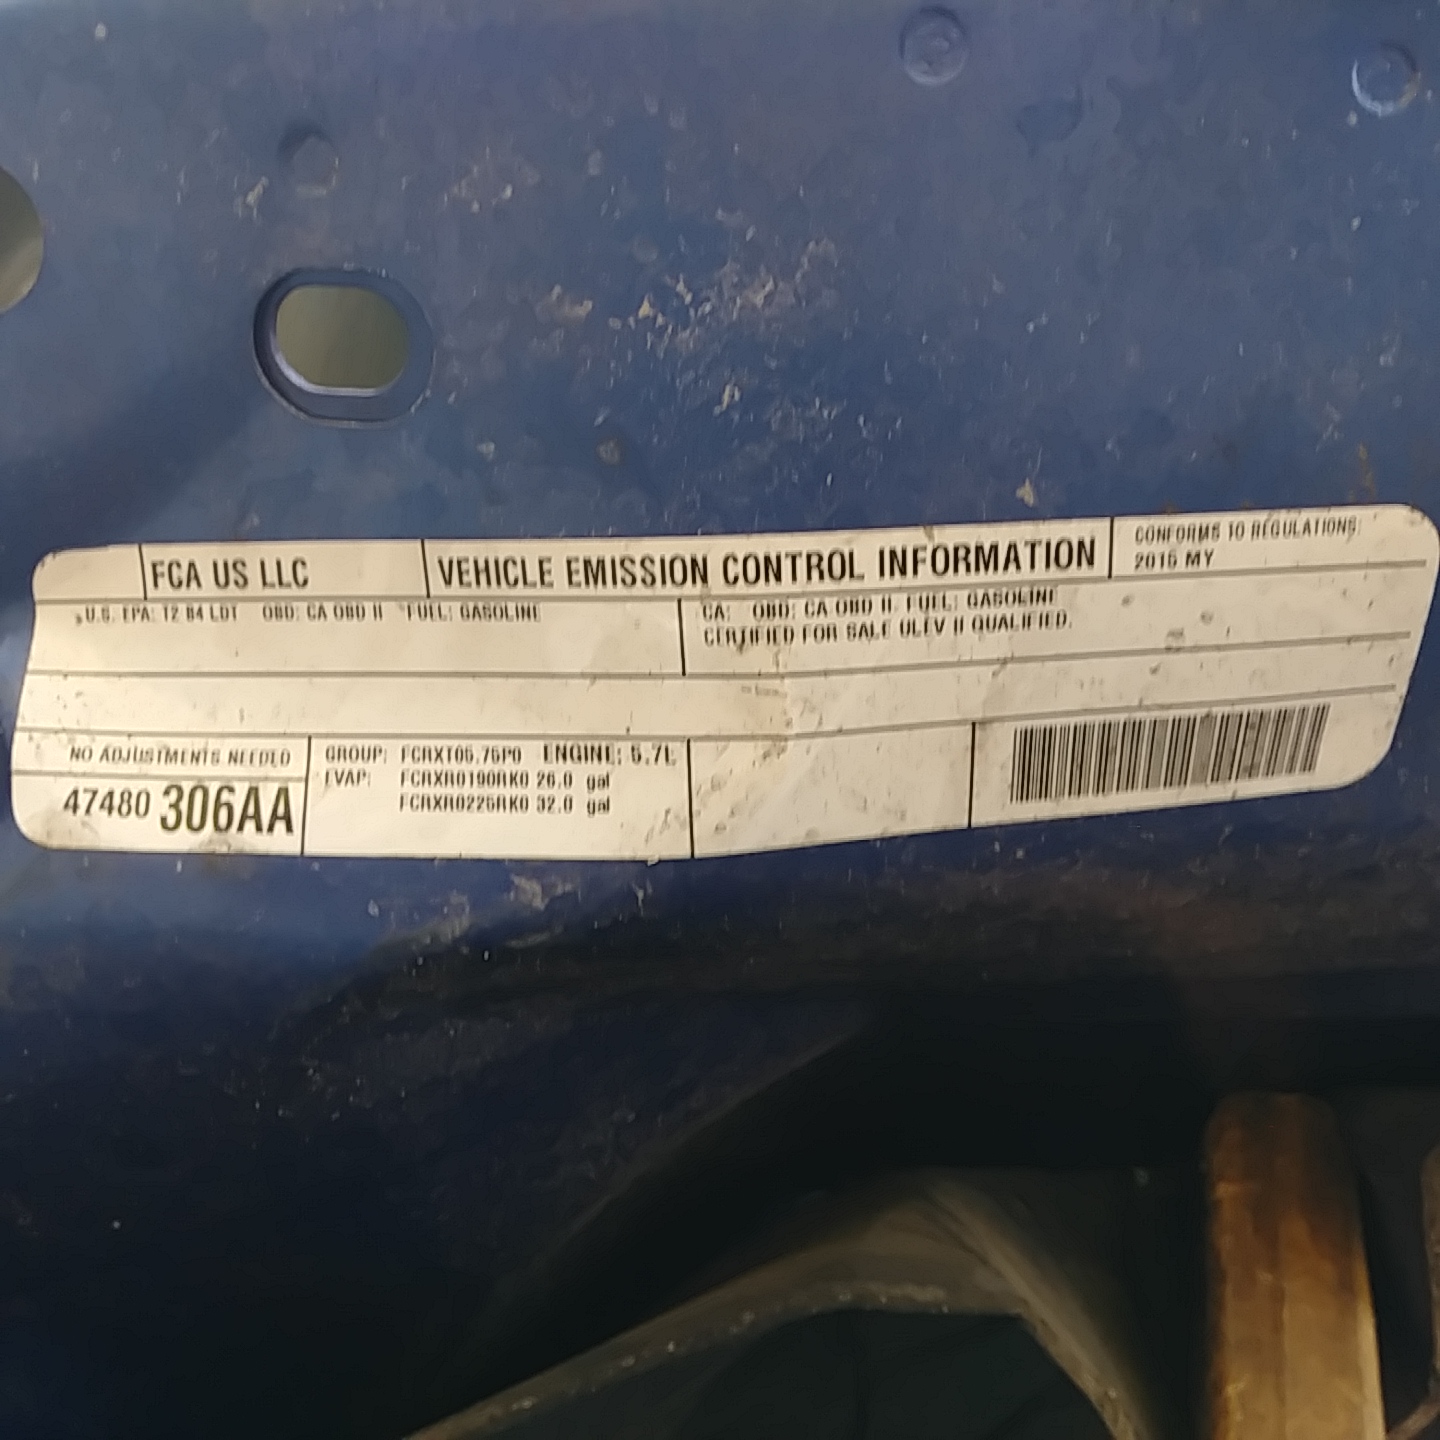 FCA US LLC
VEHICLE EMISSION CONTROL INFORMATION
CONFORMS TO REGULATIONS:
2015 MY
U.S. EPA: T2 B4 LDT OBD: CA OBD II FUEL: GASOLINE
CA: OBD: CA OBD II FUEL: GASOLINE
CERTIFIED FOR SALE ULEV II QUALIFIED.
NO ADJUSTMENTS NEEDED
47480 306AA
GROUP: FCRXT05.75P0 ENGINE: 5.7L
EVAP: FCRXR0190RK0 26.0 gal
FCRXR0225RK0 32.0 gal